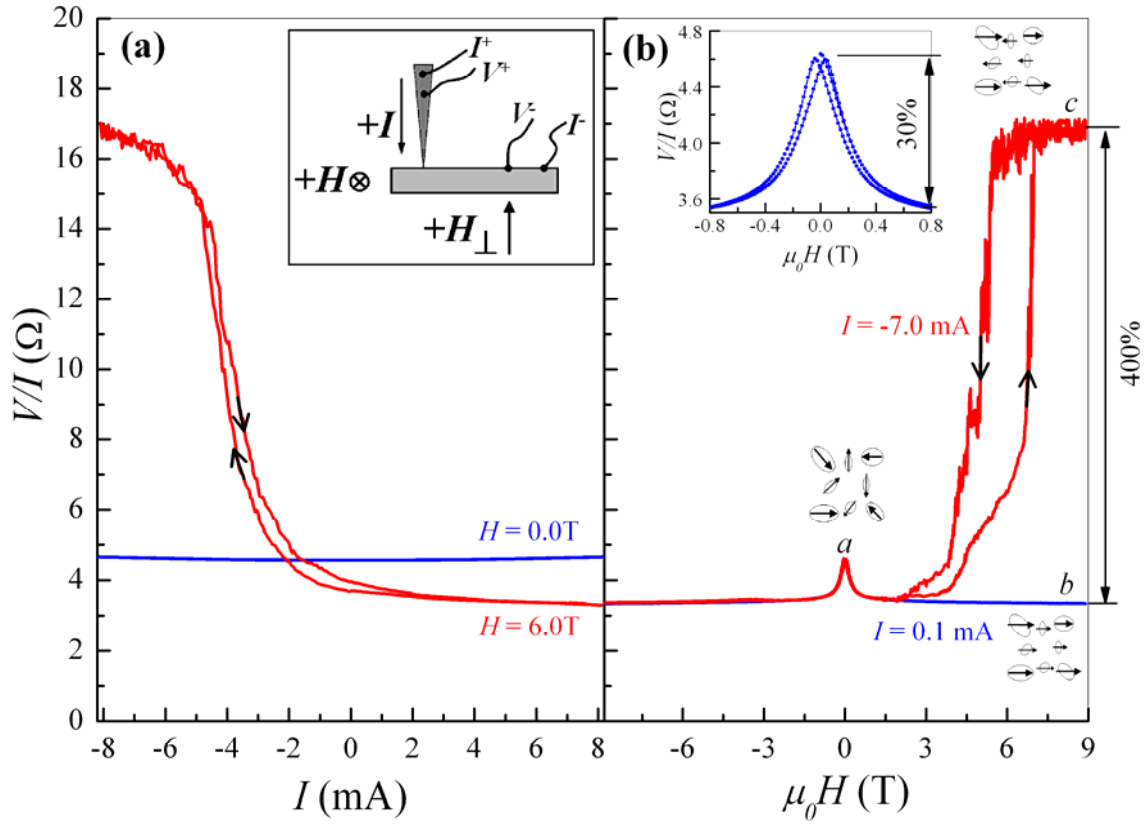 (a)
V/I (Ω)
20
18
16
14
12
10
8
6
4
2
0
-8
-4
-2
0
2
4
6
8
I (mA)
I⁺
V⁺
+I
V⁻
I⁻
+H⊗
+H⊥
H = 0.0T
H = 6.0T
(b)
V/I (Ω)
4.8
4.4
4.0
3.6
-0.8
-0.4
0.0
0.4
0.8
μ₀H (T)
30%
c
I = -7.0 mA
400%
a
b
I = 0.1 mA
-6
-3
0
3
6
9
μ₀H (T)